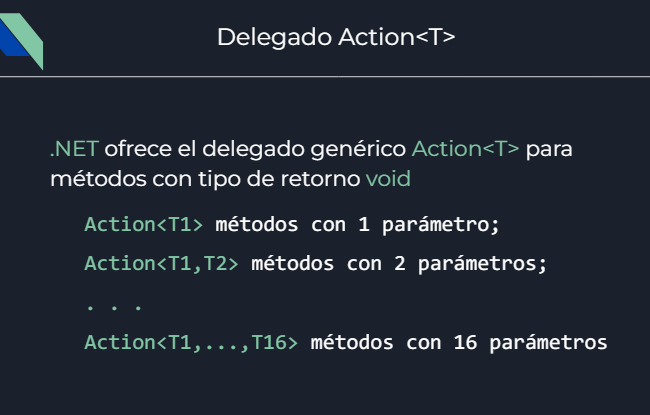 Delegado Action<T>
.NET ofrece el delegado genérico Action<T> para
métodos con tipo de retorno void
Action<T1> métodos con 1 parámetro;
Action<T1,T2> métodos con 2 parámetros;
. . .
Action<T1,...,T16> métodos con 16 parámetros